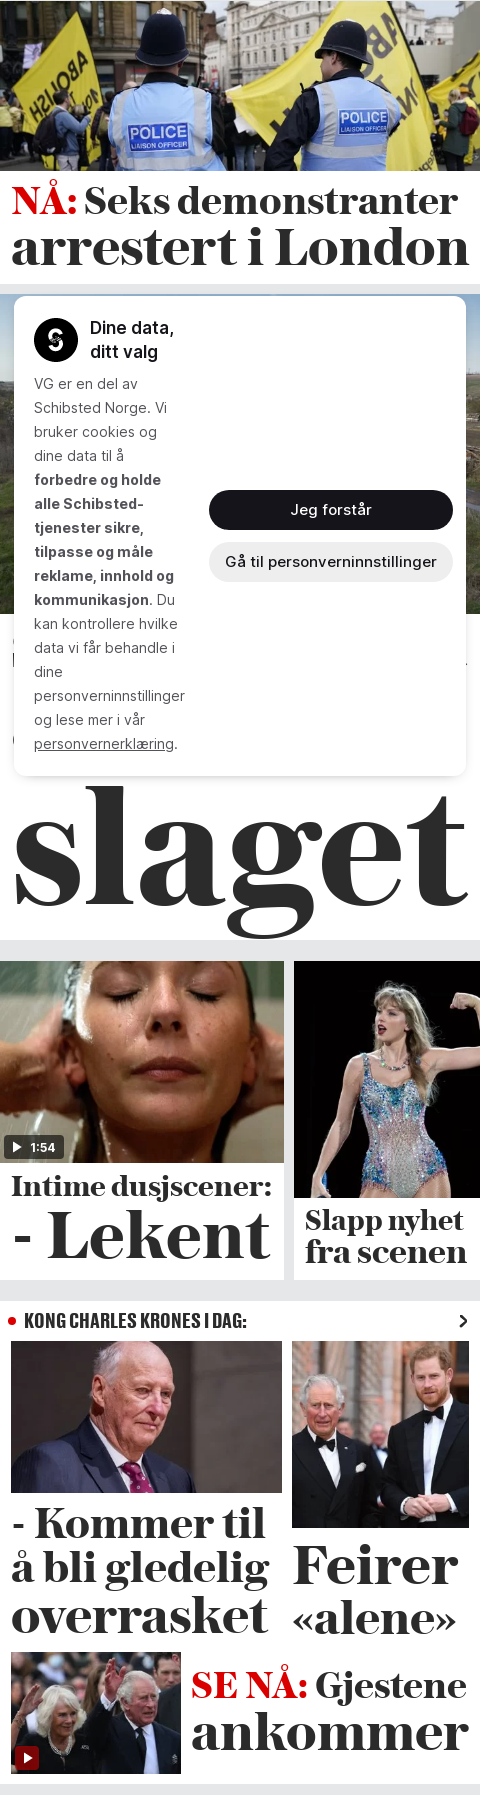 ABOLISH
ABO
POLICE
LIAISON OFFICER
POLICE
LIAISON OFFICER
NÅ: Seks demonstranter
arrestert i London
Dine data,
ditt valg
VG er en del av
Schibsted Norge. Vi
bruker cookies og
dine data til å
forbedre og holde
alle Schibsted-
tjenester sikre,
tilpasse og måle
reklame, innhold og
kommunikasjon. Du
kan kontrollere hvilke
data vi får behandle i
dine
personverninnstillinger
og lese mer i vår
personvernerklæring.
Jeg forstår
Gå til personverninnstillinger
slaget
1:54
Intime dusjscener:
- Lekent
Slapp nyhet
fra scenen
KONG CHARLES KRONES I DAG:
- Kommer til
å bli gledelig
overrasket
Feirer
«alene»
SE NÅ: Gjestene
ankommer